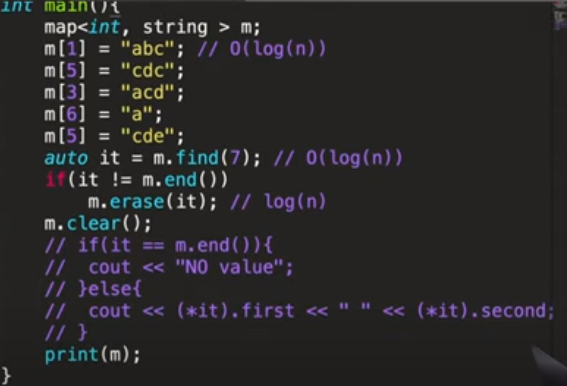 int main(){
map<int, string > m;
m[1] = "abc"; // O(log(n))
m[5] = "cdc";
m[3] = "acd";
m[6] = "a";
m[5] = "cde";
auto it = m.find(7); // O(log(n))
if(it != m.end())
m.erase(it); // log(n)
m.clear();
// if(it == m.end()){
//  cout << "NO value";
// }else{
//  cout << (*it).first << " " << (*it).second;
// }
print(m);
}